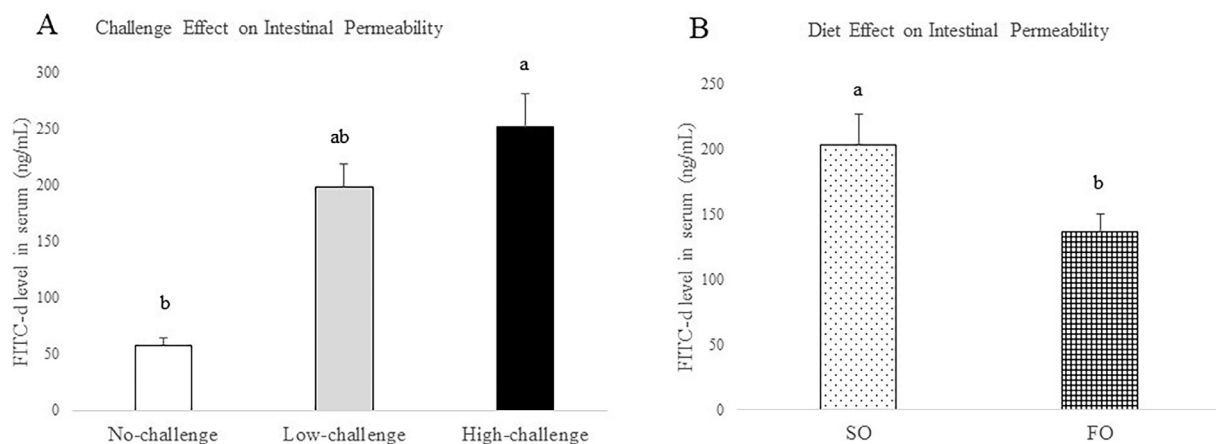 A
Challenge Effect on Intestinal Permeability
FITC-d level in serum (ng/mL)
300
250
200
150
100
50
0
b
ab
a
No-challenge
Low-challenge
High-challenge
B
Diet Effect on Intestinal Permeability
FITC-d level in serum (ng/mL)
250
200
150
100
50
0
a
b
SO
FO